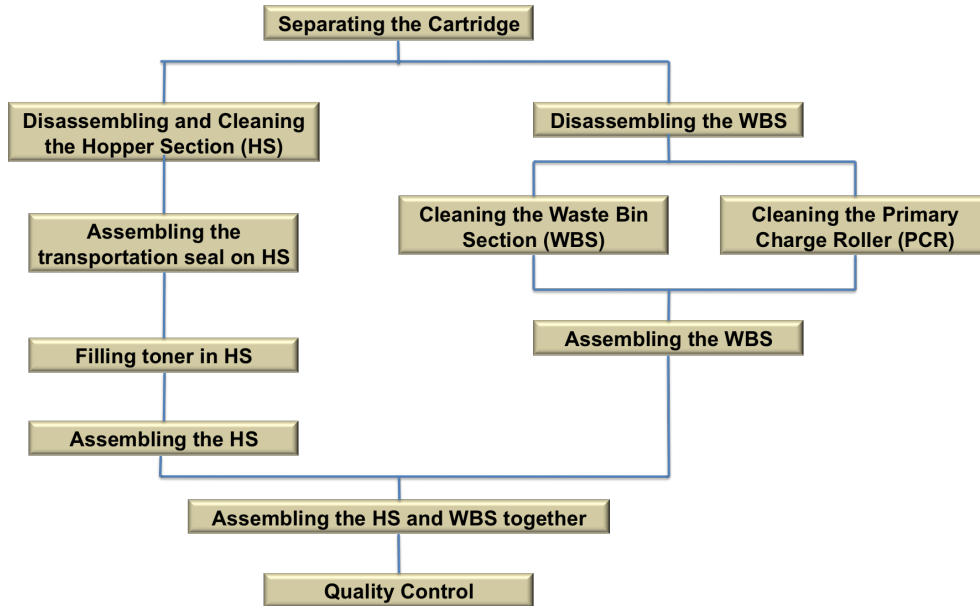 Separating the Cartridge
Disassembling and Cleaning
the Hopper Section (HS)
Disassembling the WBS
Cleaning the Waste Bin
Section (WBS)
Cleaning the Primary
Charge Roller (PCR)
Assembling the
transportation seal on HS
Assembling the WBS
Filling toner in HS
Assembling the HS
Assembling the HS and WBS together
Quality Control